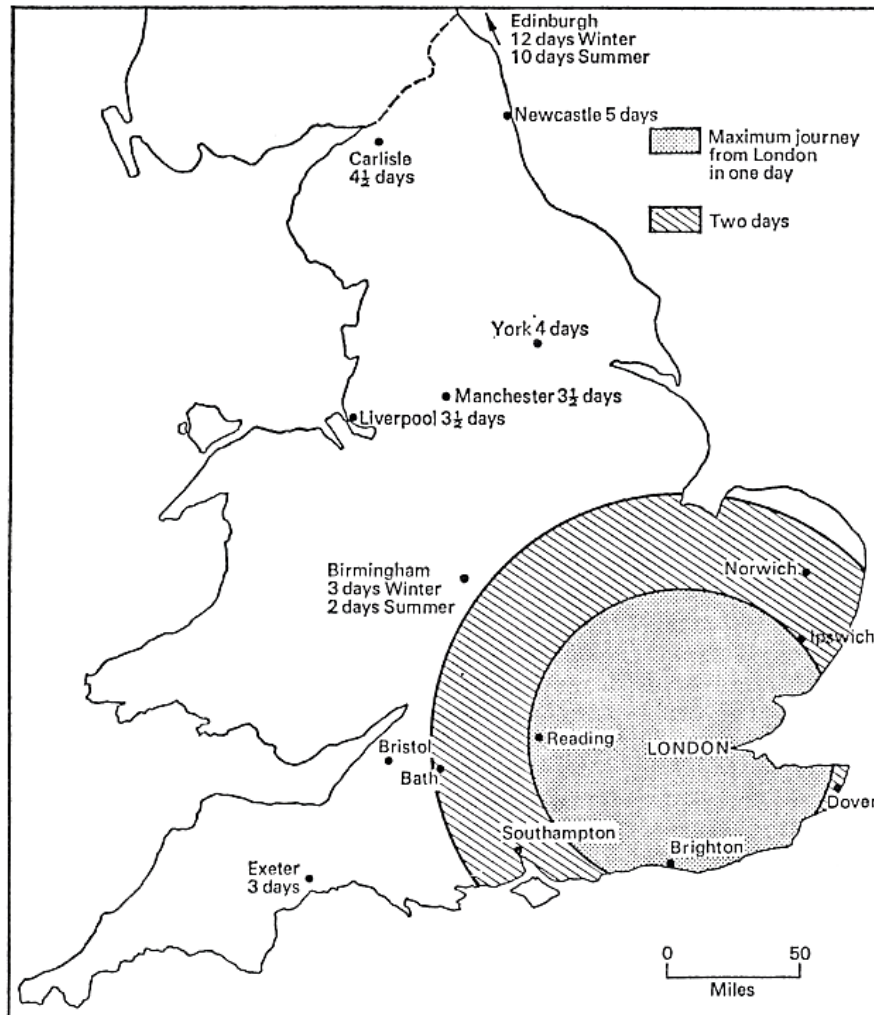 Edinburgh
12 days Winter
10 days Summer
Newcastle 5 days
Maximum journey
from London
in one day
Carlisle
4½ days
Two days
York 4 days
Manchester 3½ days
Liverpool 3½ days
Birmingham
3 days Winter
2 days Summer
Norwich
Ipswich
Reading
LONDON
Bristol
Bath
Dover
Southampton
Brighton
Exeter
3 days
0 50
Miles